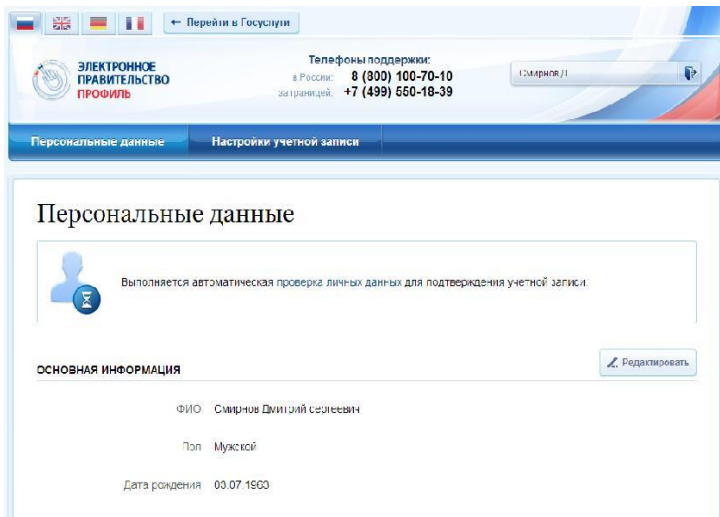 ← Перейти в Госуслуги
ЭЛЕКТРОННОЕ
ПРАВИТЕЛЬСТВО
ПРОФИЛЬ
Телефоны поддержки:
в России: 8 (800) 100-70-10
за границей: +7 (499) 550-18-39
Смирнов Д
Персональные данные Настройки учетной записи
Персональные данные
Выполняется автоматическая проверка личных данных для подтверждения учетной записи.
ОСНОВНАЯ ИНФОРМАЦИЯ
Редактировать
ФИО Смирнов Дмитрий сергеевич
Пол Мужской
Дата рождения 03.07.1963